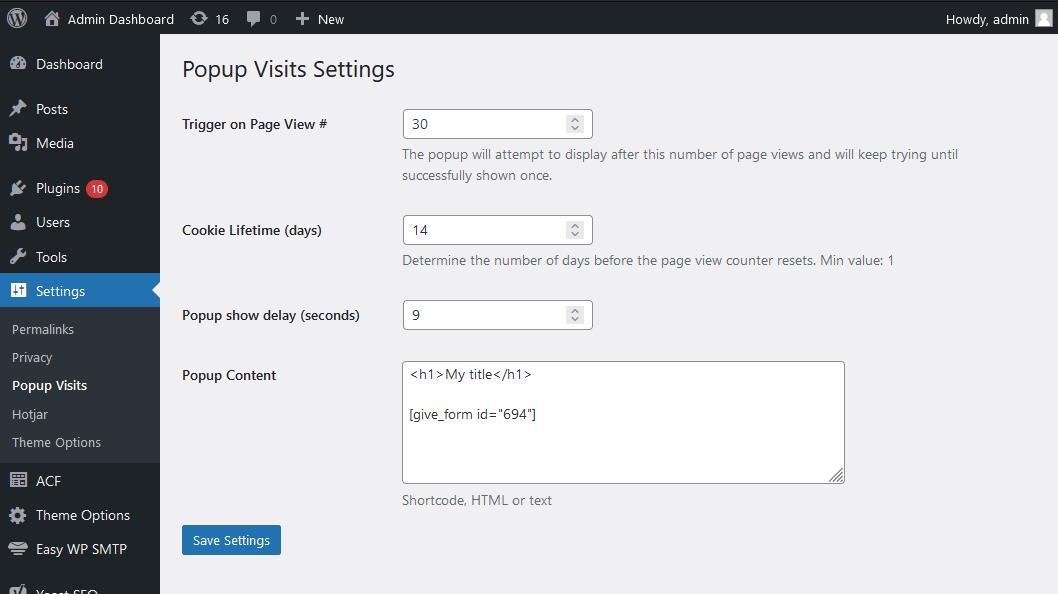 Admin Dashboard 16 0 New Howdy, admin
Dashboard
Posts
Media
Plugins 10
Users
Tools
Settings
Permalinks
Privacy
Popup Visits
Hotjar
Theme Options
ACF
Theme Options
Easy WP SMTP
Yoast SEO
Popup Visits Settings
Trigger on Page View #
30
The popup will attempt to display after this number of page views and will keep trying until
successfully shown once.
Cookie Lifetime (days)
14
Determine the number of days before the page view counter resets. Min value: 1
Popup show delay (seconds)
9
Popup Content
<h1>My title</h1>
[give_form id="694"]
Shortcode, HTML or text
Save Settings